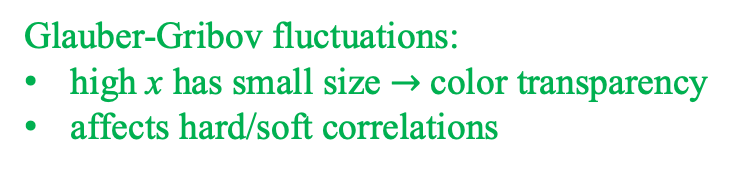 Glauber-Gribov fluctuations:
• high x has small size → color transparency
• affects hard/soft correlations